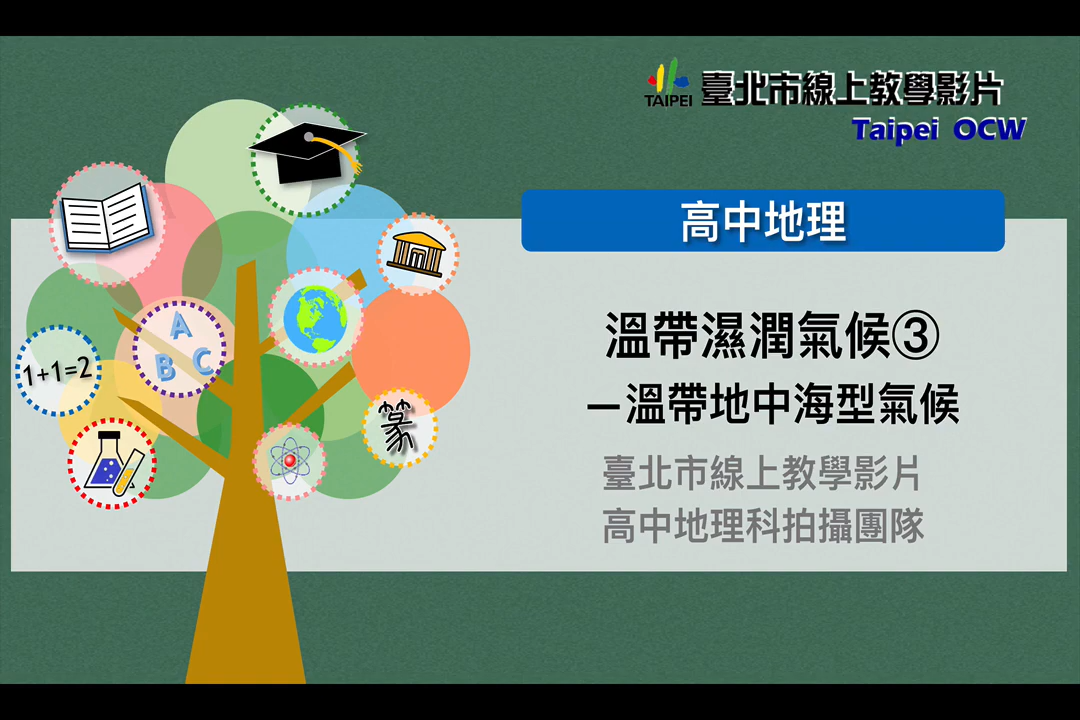 TAIPEI 臺北市線上教學影片
Taipei OCW
高中地理
溫帶濕潤氣候③
—溫帶地中海型氣候
臺北市線上教學影片
高中地理科拍攝團隊
A
B C
1+1=2
篆